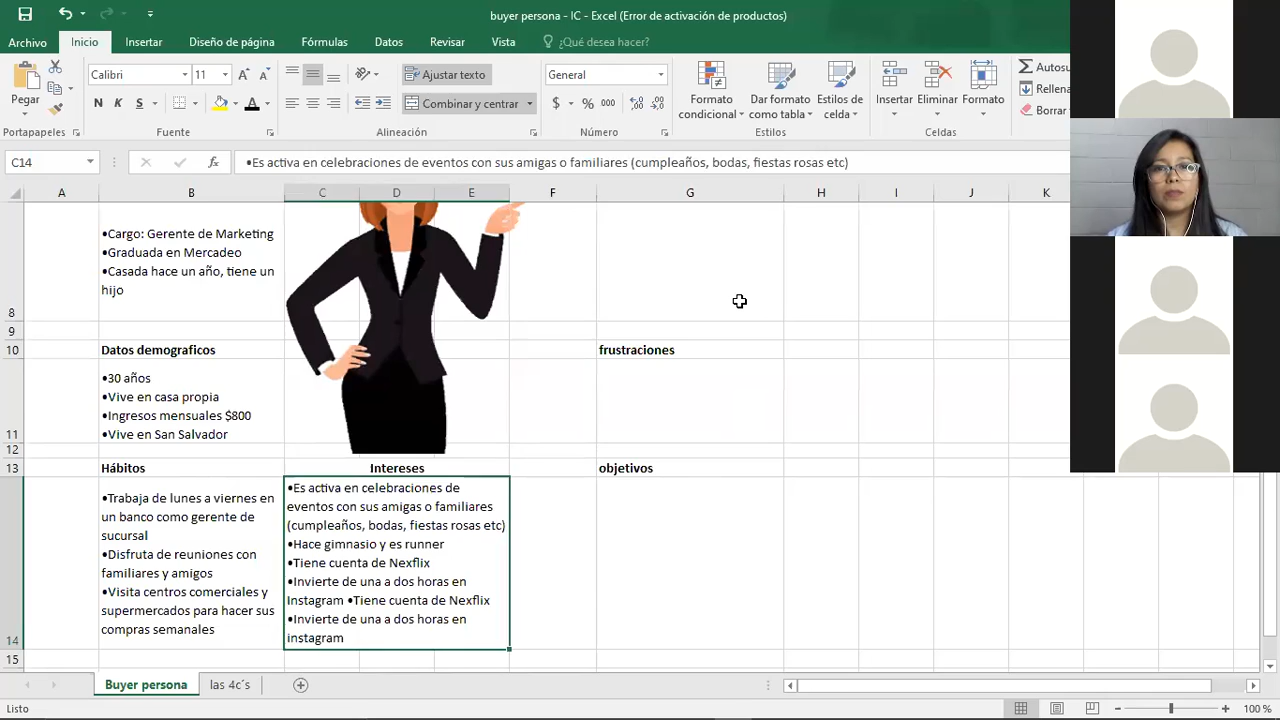 buyer persona - IC - Excel (Error de activación de productos)
Archivo Inicio Insertar Diseño de página Fórmulas Datos Revisar Vista ¿Qué desea hacer?
Pegar
Calibri 11
N K S
Ajustar texto
Combinar y centrar
General
$ % 000
Formato condicional
Dar formato como tabla
Estilos de celda
Insertar Eliminar Formato
Autosu
Rellena
Borrar
Portapapeles Fuente Alineación Número Estilos Celdas
C14 fx •Es activa en celebraciones de eventos con sus amigas o familiares (cumpleaños, bodas, fiestas rosas etc)
A B C D E F G H I J K
•Cargo: Gerente de Marketing
•Graduada en Mercadeo
•Casada hace un año, tiene un
hijo
8
9
10 Datos demograficos frustraciones
•30 años
•Vive en casa propia
•Ingresos mensuales $800
•Vive en San Salvador
11
12
13 Hábitos Intereses objetivos
•Trabaja de lunes a viernes en
un banco como gerente de
sucursal
•Disfruta de reuniones con
familiares y amigos
•Visita centros comerciales y
supermercados para hacer sus
compras semanales
•Es activa en celebraciones de
eventos con sus amigas o familiares
(cumpleaños, bodas, fiestas rosas etc)
•Hace gimnasio y es runner
•Tiene cuenta de Nexflix
•Invierte de una a dos horas en
Instagram •Tiene cuenta de Nexflix
•Invierte de una a dos horas en
instagram
14
15
Buyer persona las 4c´s
Listo 100 %